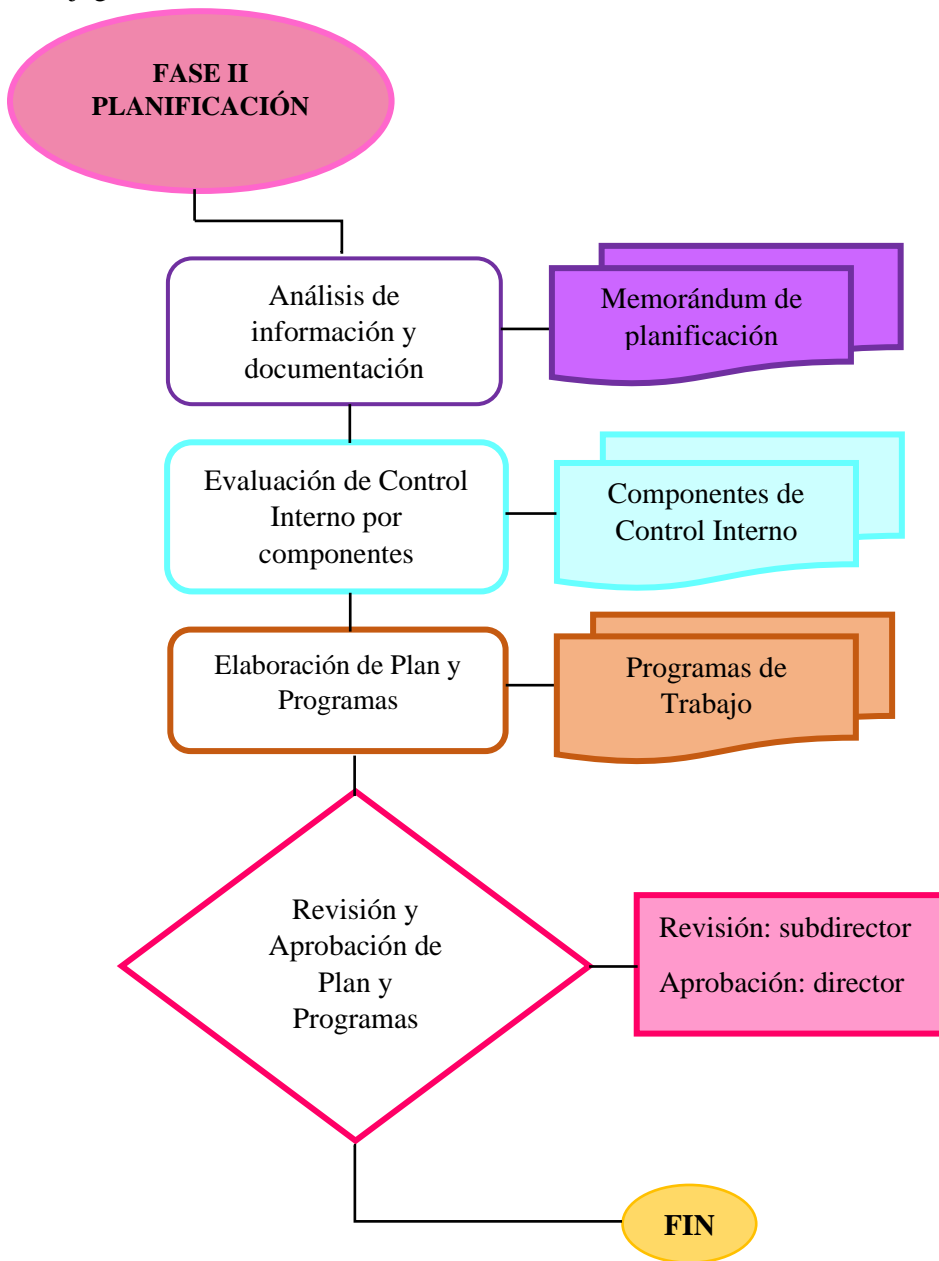 FASE II
PLANIFICACIÓN
Análisis de
información y
documentación
Memorándum de
planificación
Evaluación de Control
Interno por
componentes
Componentes de
Control Interno
Elaboración de Plan y
Programas
Programas de
Trabajo
Revisión y
Aprobación de
Plan y
Programas
Revisión: subdirector
Aprobación: director
FIN